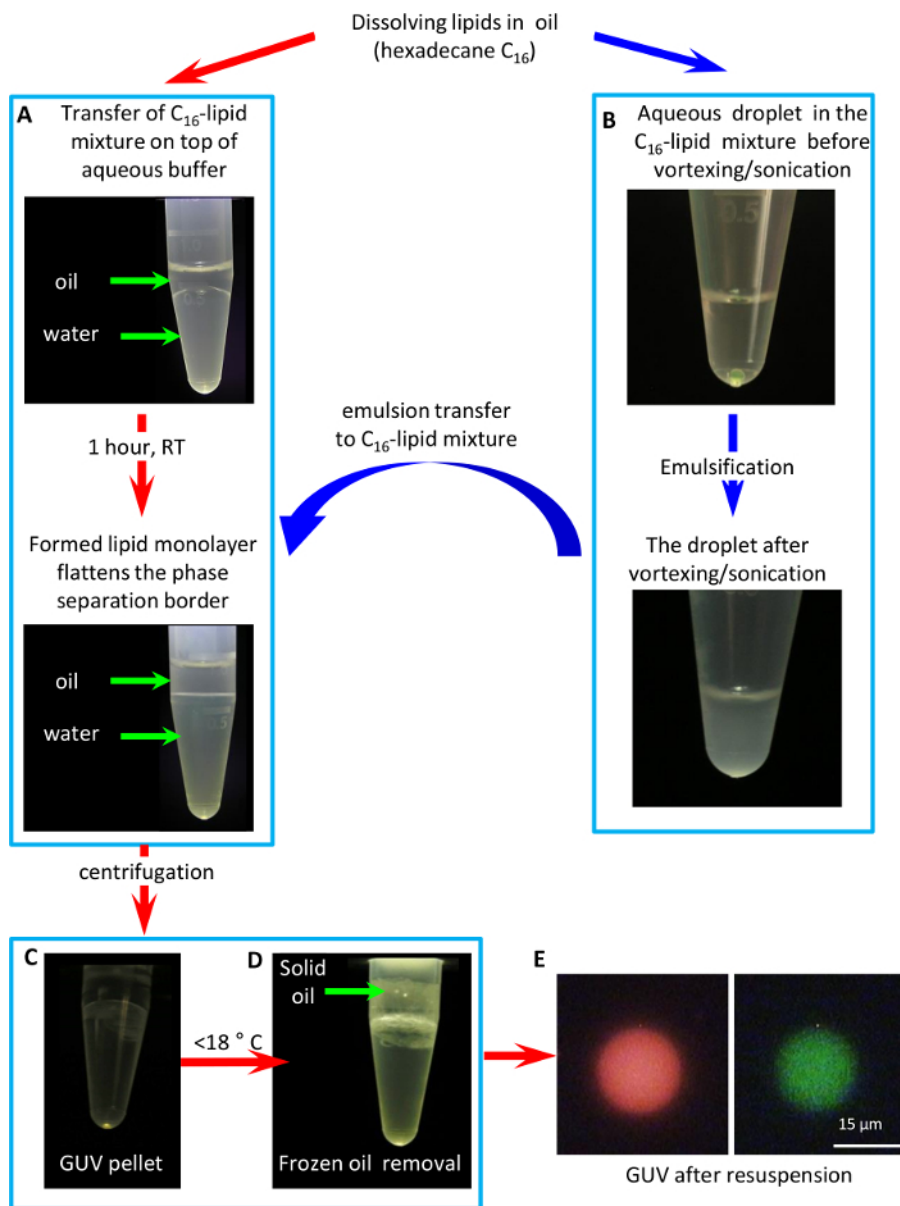 Dissolving lipids in oil
(hexadecane C₁₆)
A Transfer of C₁₆-lipid
mixture on top of
aqueous buffer
oil
water
1 hour, RT
Formed lipid monolayer
flattens the phase
separation border
oil
water
centrifugation
emulsion transfer
to C₁₆-lipid mixture
B Aqueous droplet in the
C₁₆-lipid mixture before
vortexing/sonication
0.5
Emulsification
The droplet after
vortexing/sonication
C
GUV pellet
<18 ° C
D Solid
oil
Frozen oil removal
E
15 µm
GUV after resuspension